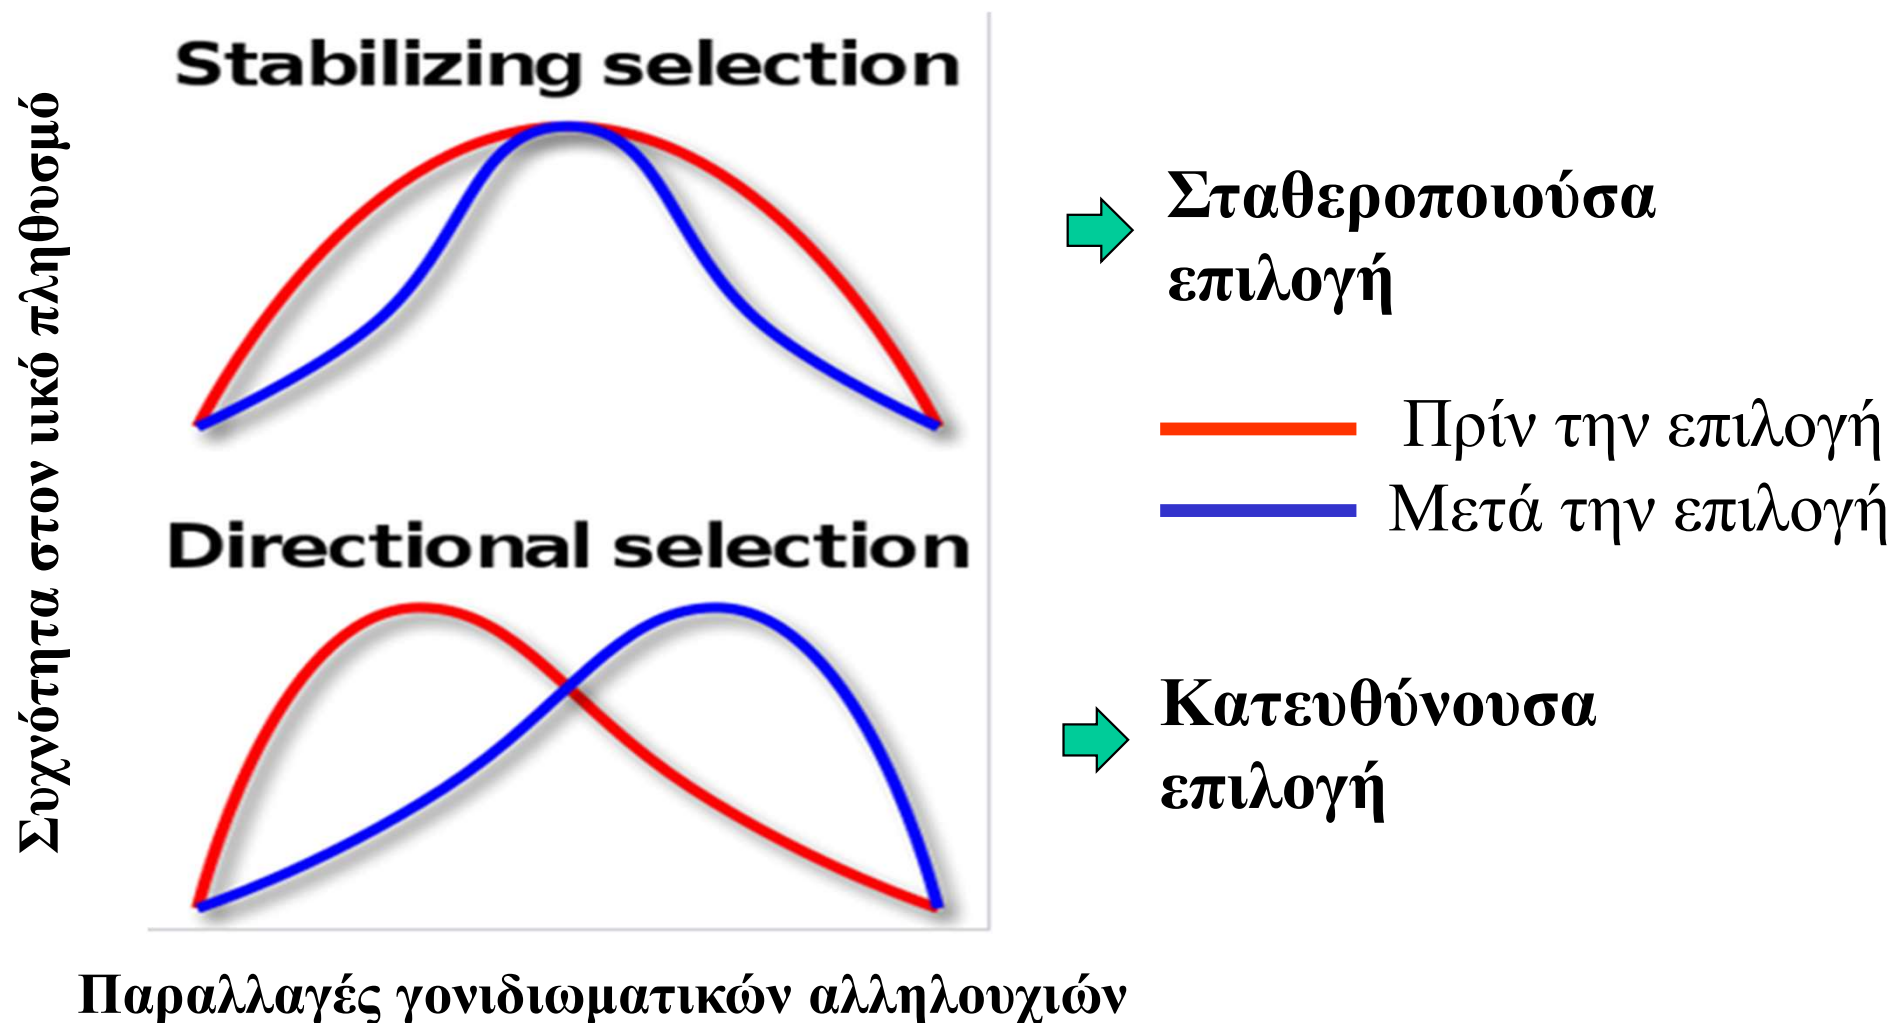 Συχνότητα στον ιικό πληθυσμό
Stabilizing selection
Σταθεροποιούσα
επιλογή
Πρίν την επιλογή
Μετά την επιλογή
Directional selection
Κατευθύνουσα
επιλογή
Παραλλαγές γονιδιωματικών αλληλουχιών